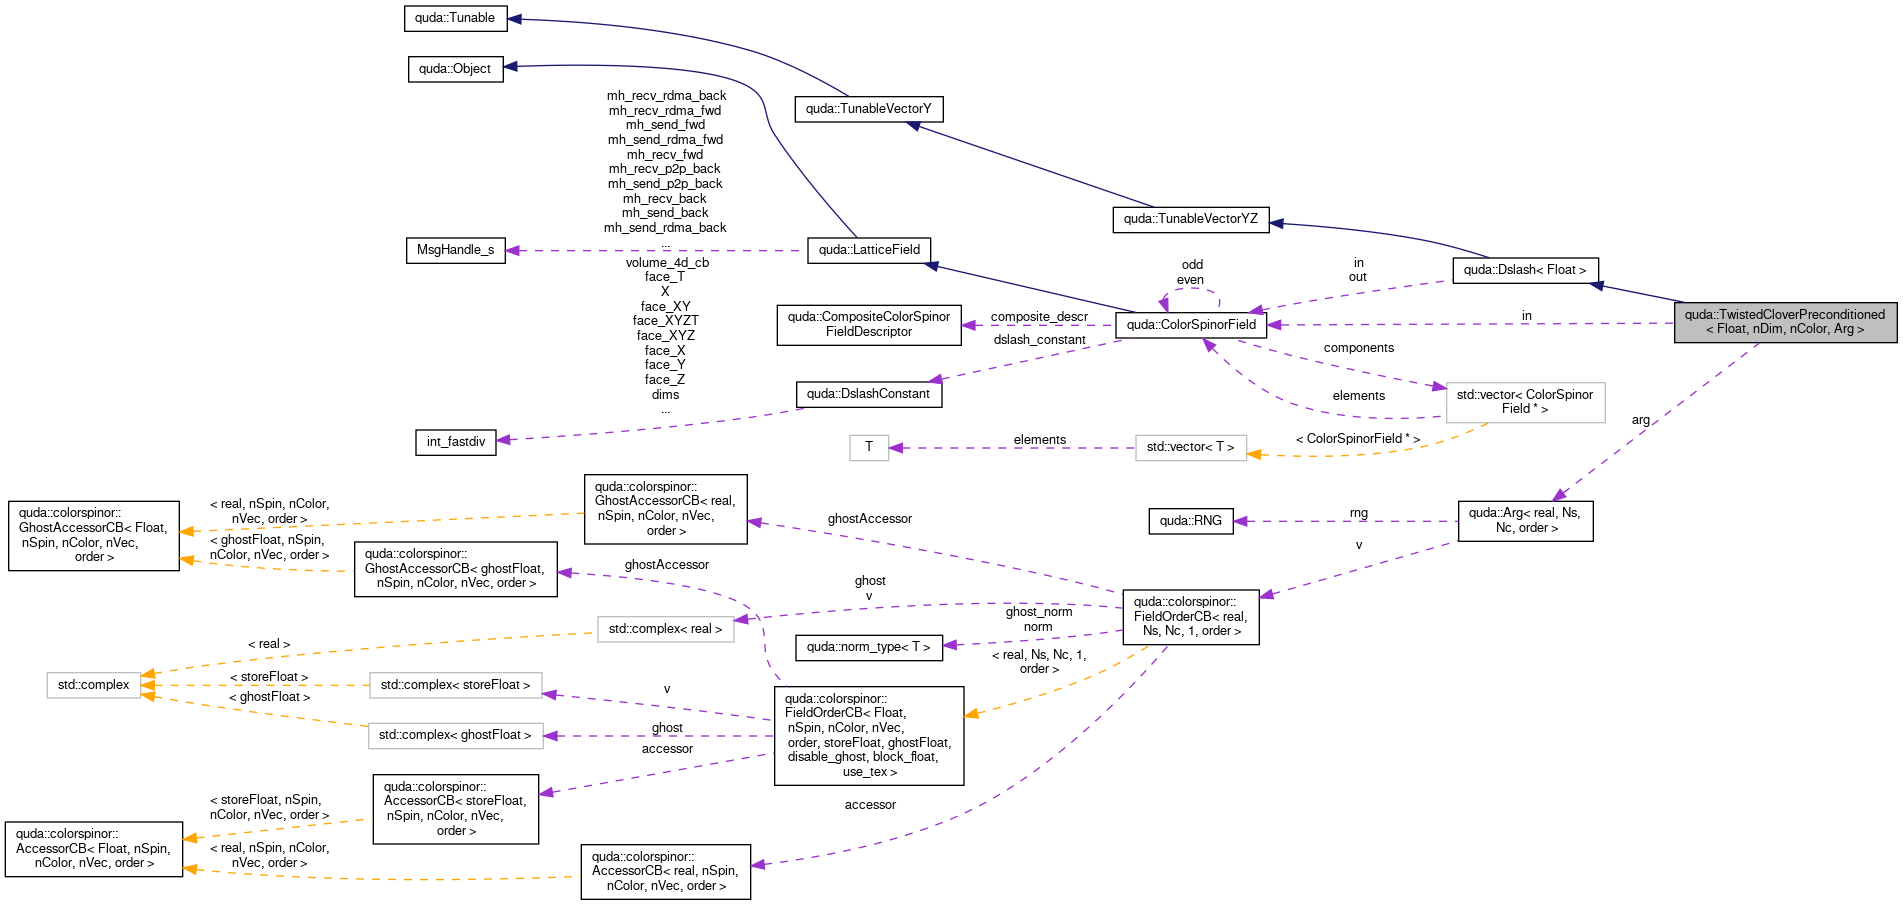 quda::Tunable
quda::Object
mh_recv_rdma_back
mh_recv_rdma_fwd
mh_send_fwd
mh_send_rdma_fwd
mh_recv_fwd
mh_recv_p2p_back
mh_send_p2p_back
mh_recv_back
mh_send_back
mh_send_rdma_back
...
quda::TunableVectorY
quda::TunableVectorYZ
MsgHandle_s
quda::LatticeField
quda::Dslash< Float >
in
out
odd
even
volume_4d_cb
face_T
X
face_XY
face_XYZT
face_XYZ
face_X
face_Y
face_Z
dims
...
quda::CompositeColorSpinor
FieldDescriptor
composite_descr
dslash_constant
quda::ColorSpinorField
in
quda::TwistedCloverPreconditioned
< Float, nDim, nColor, Arg >
components
elements
std::vector< ColorSpinor
Field * >
quda::DslashConstant
int_fastdiv
T
elements
std::vector< T >
< ColorSpinorField * >
arg
quda::colorspinor::
GhostAccessorCB< Float,
nSpin, nColor, nVec,
order >
< real, nSpin, nColor,
nVec, order >
< ghostFloat, nSpin,
nColor, nVec, order >
quda::colorspinor::
GhostAccessorCB< real,
nSpin, nColor, nVec,
order >
quda::colorspinor::
GhostAccessorCB< ghostFloat,
nSpin, nColor, nVec, order >
ghostAccessor
ghostAccessor
quda::RNG
rng
quda::Arg< real, Ns,
Nc, order >
v
ghost
v
ghost_norm
norm
quda::colorspinor::
FieldOrderCB< real,
Ns, Nc, 1, order >
std::complex< real >
quda::norm_type< T >
< real, Ns, Nc, 1,
order >
< real >
< storeFloat >
< ghostFloat >
std::complex
std::complex< storeFloat >
std::complex< ghostFloat >
v
ghost
accessor
quda::colorspinor::
FieldOrderCB< Float,
nSpin, nColor, nVec,
order, storeFloat, ghostFloat,
disable_ghost, block_float,
use_tex >
accessor
quda::colorspinor::
AccessorCB< storeFloat,
nSpin, nColor, nVec,
order >
< storeFloat, nSpin,
nColor, nVec, order >
< real, nSpin, nColor,
nVec, order >
quda::colorspinor::
AccessorCB< Float, nSpin,
nColor, nVec, order >
quda::colorspinor::
AccessorCB< real, nSpin,
nColor, nVec, order >